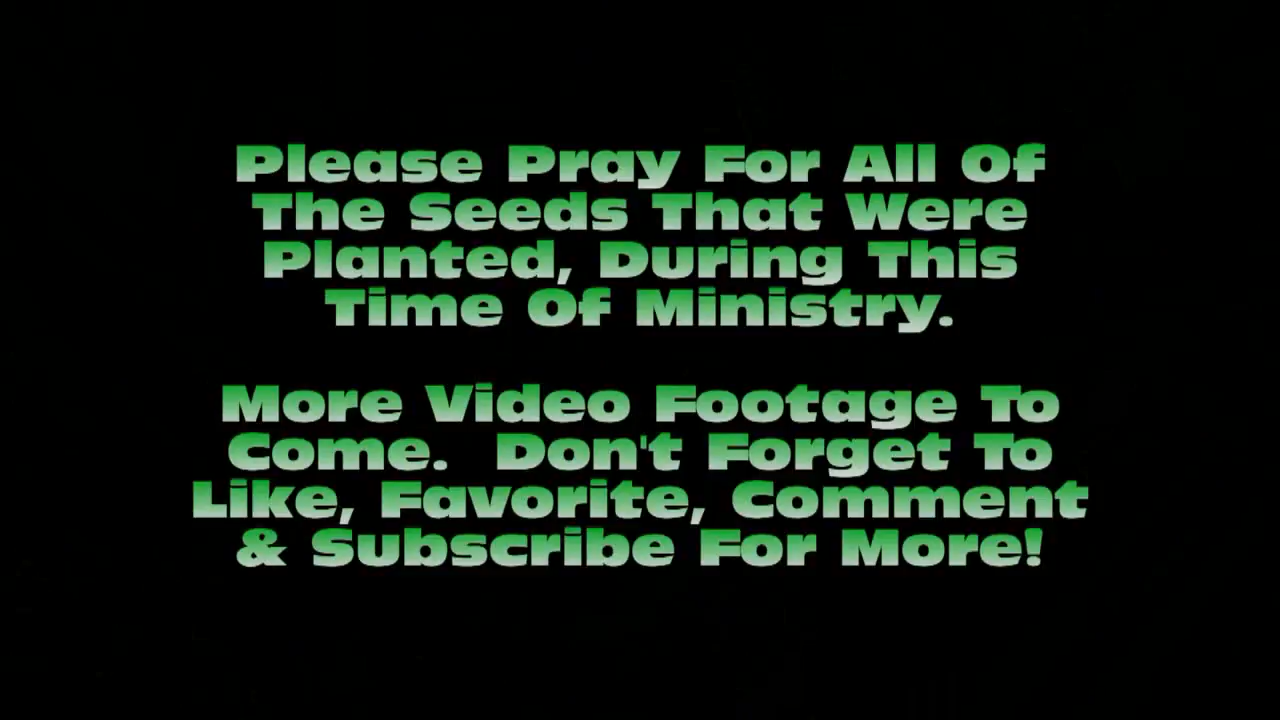 Please Pray For All Of
The Seeds That Were
Planted, During This
Time Of Ministry.
More Video Footage To
Come.  Don't Forget To
Like, Favorite, Comment
& Subscribe For More!